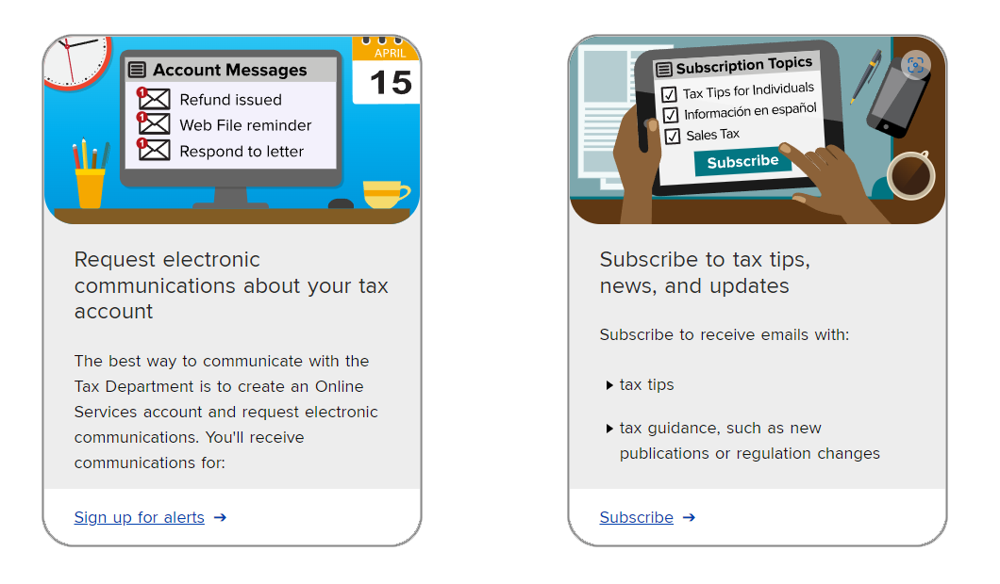 APRIL
15
Account Messages
1
Refund issued
1
Web File reminder
1
Respond to letter
Request electronic
communications about your tax
account
The best way to communicate with the
Tax Department is to create an Online
Services account and request electronic
communications. You'll receive
communications for:
Sign up for alerts ➔
Subscription Topics
Tax Tips for Individuals
Información en español
Sales Tax
Subscribe
Subscribe to tax tips,
news, and updates
Subscribe to receive emails with:
tax tips
tax guidance, such as new
publications or regulation changes
Subscribe ➔